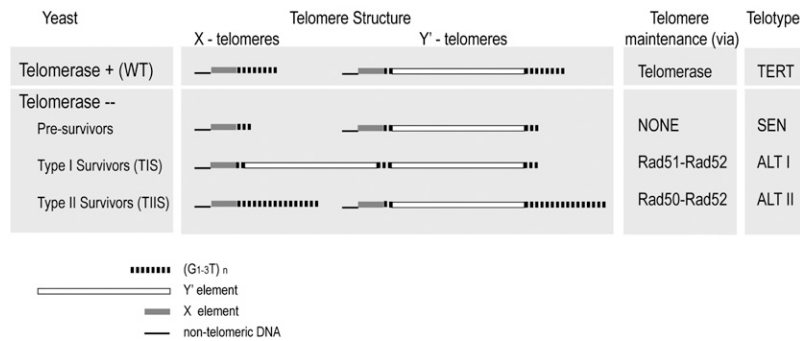 Yeast Telomere Structure Telomere maintenance (via) Telotype
X - telomeres Y' - telomeres
Telomerase + (WT) Telomerase TERT
Telomerase --
Pre-survivors NONE SEN
Type I Survivors (TIS) Rad51-Rad52 ALT I
Type II Survivors (TIIS) Rad50-Rad52 ALT II
(G1-3T) n
Y' element
X element
non-telomeric DNA